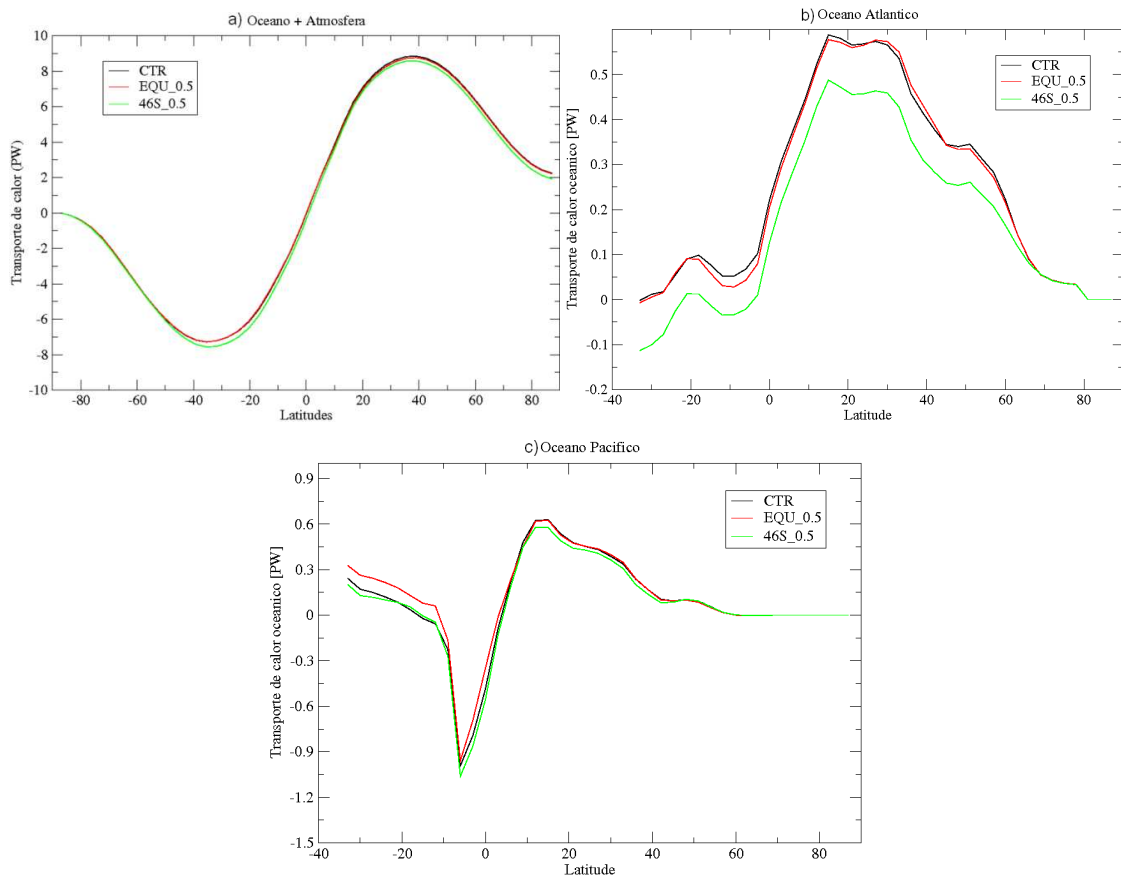 a) Oceano + Atmosfera
Transporte de calor (PW)
10
8
6
4
2
0
-2
-4
-6
-8
-10
CTR
EQU_0.5
46S_0.5
-80 -60 -40 -20 0 20 40 60 80
Latitudes
b) Oceano Atlantico
Transporte de calor oceanico [PW]
0.5
0.4
0.3
0.2
0.1
0
-0.1
-0.2
CTR
EQU_0.5
46S_0.5
-40 -20 0 20 40 60 80
Latitude
c) Oceano Pacifico
Transporte de calor oceanico [PW]
0.9
0.6
0.3
0
-0.3
-0.6
-0.9
-1.2
-1.5
CTR
EQU_0.5
46S_0.5
-40 -20 0 20 40 60 80
Latitude